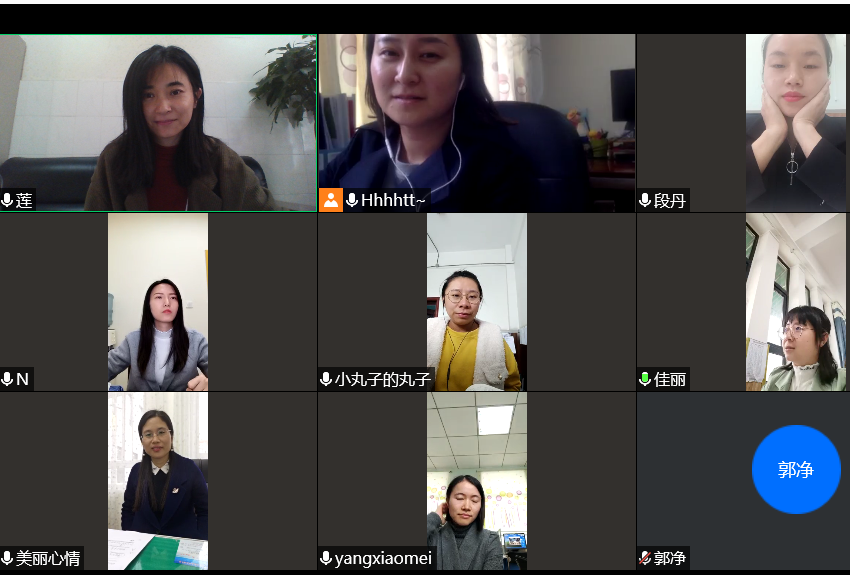 莲
Hhhhtt~
段丹
N
小丸子的丸子
佳丽
郭净
美丽心情
yangxiaomei
郭净